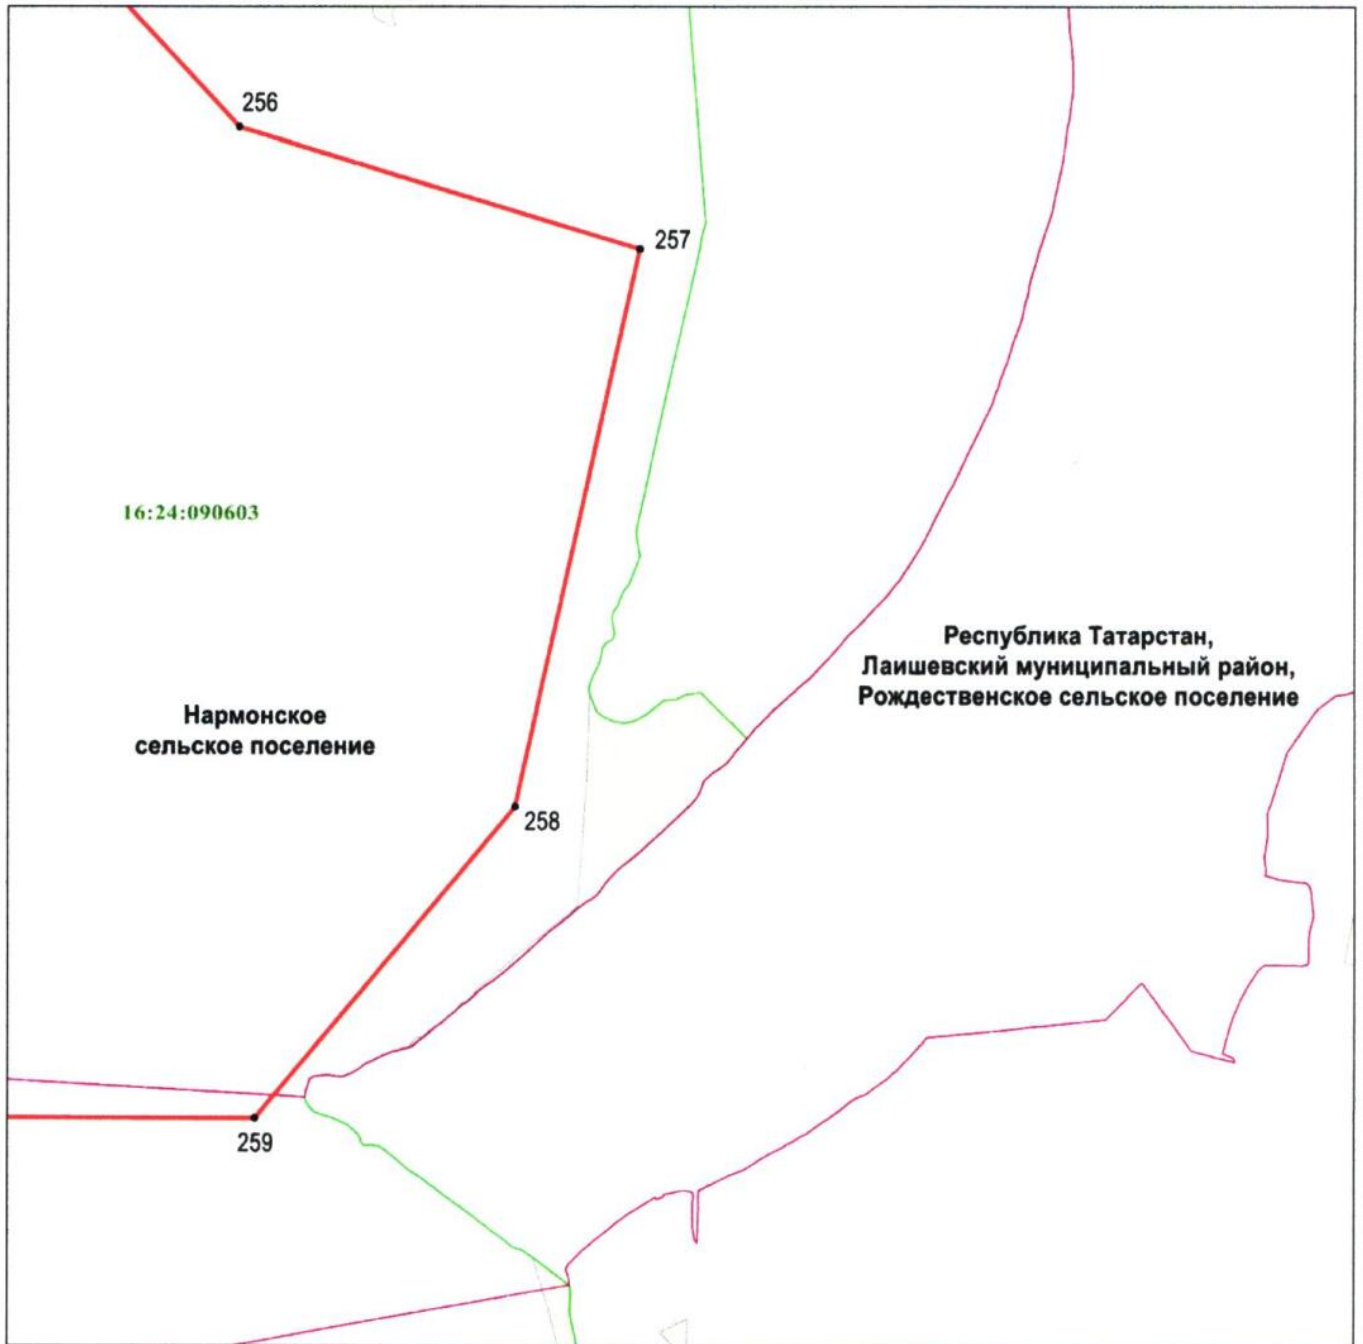 256
257
16:24:090603
Республика Татарстан,
Лаишевский муниципальный район,
Рождественское сельское поселение
Нармонское
сельское поселение
258
259